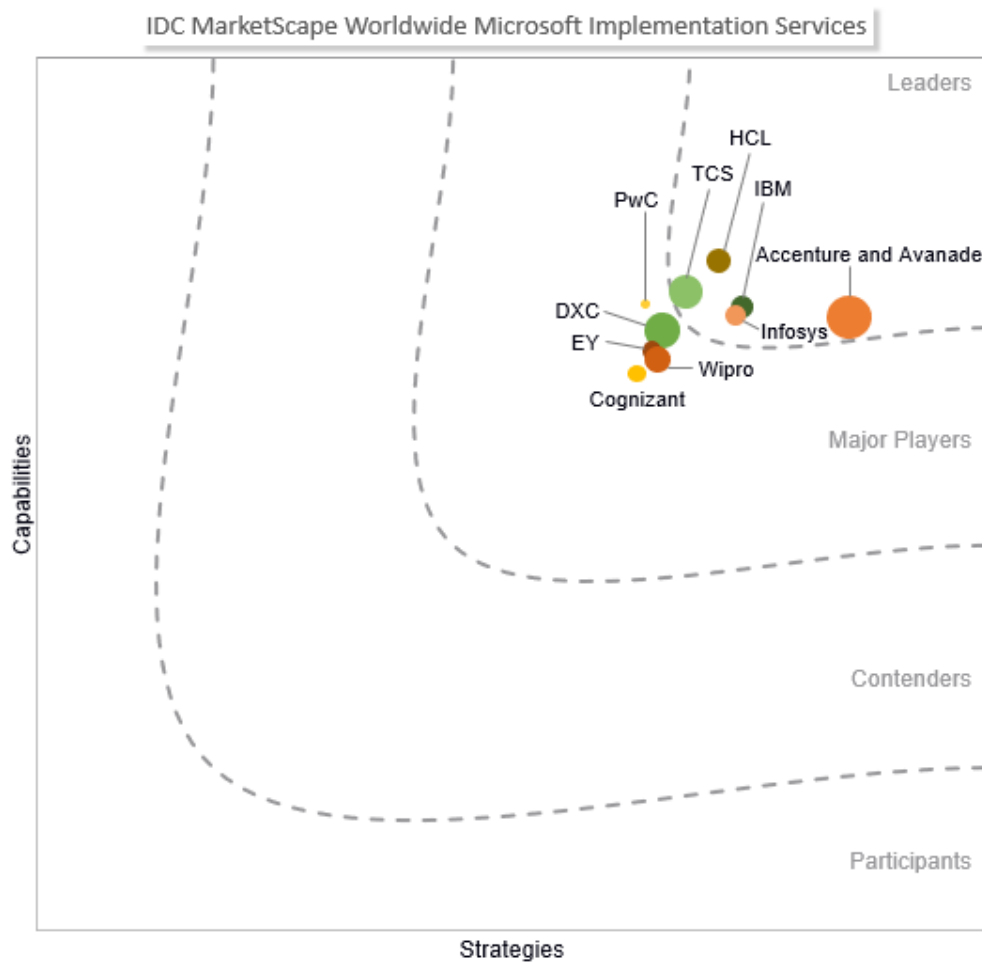 IDC MarketScape Worldwide Microsoft Implementation Services
Leaders
HCL
TCS
IBM
PwC
Accenture and Avanade
DXC
Infosys
EY
Wipro
Cognizant
Major Players
Capabilities
Contenders
Participants
Strategies